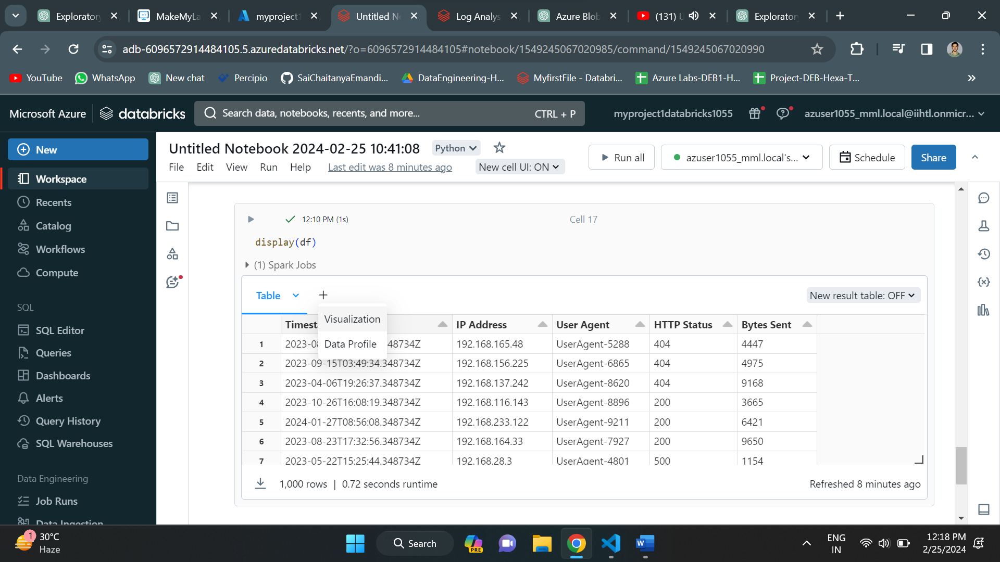 Exploratory
MakeMyLa
myproject1
Untitled No
Log Analys
Azure Blob
(131) U
Exploratory
adb-6096572914484105.5.azuredatabricks.net/?o=6096572914484105#notebook/1549245067020985/command/1549245067020990
YouTube
WhatsApp
New chat
Percipio
SaiChaitanyaEmandi...
DataEngineering-H...
MyfirstFile - Databri...
Azure Labs-DEB1-H...
Project-DEB-Hexa-T...
Microsoft Azure
databricks
Search data, notebooks, recents, and more...
CTRL + P
myproject1databricks1055
azuser1055_mml.local@iihtl.onmicr...
New
Workspace
Recents
Catalog
Workflows
Compute
SQL
SQL Editor
Queries
Dashboards
Alerts
Query History
SQL Warehouses
Data Engineering
Job Runs
Data Ingestion
Untitled Notebook 2024-02-25 10:41:08
Python
File Edit View Run Help
Last edit was 8 minutes ago
New cell UI: ON
Run all
azuser1055_mml.local's...
Schedule
Share
12:10 PM (1s)
Cell 17
display(df)
(1) Spark Jobs
Table
+
New result table: OFF
Visualization
Data Profile
Timesta IP Address User Agent HTTP Status Bytes Sent
1 2023-08 348734Z 192.168.165.48 UserAgent-5288 404 4447
2 2023-09-15T03:49:34.348734Z 192.168.156.225 UserAgent-6865 404 4975
3 2023-04-06T19:26:37.348734Z 192.168.137.242 UserAgent-8620 404 9168
4 2023-10-26T16:08:19.348734Z 192.168.116.143 UserAgent-8896 200 3665
5 2024-01-27T08:56:08.348734Z 192.168.233.122 UserAgent-9211 200 6421
6 2023-08-23T17:32:56.348734Z 192.168.164.33 UserAgent-7927 200 9650
7 2023-05-22T15:25:44.348734Z 192.168.28.3 UserAgent-4801 500 1154
1,000 rows | 0.72 seconds runtime
Refreshed 8 minutes ago
1
30°C
Haze
Search
PRE
ENG
IN
12:18 PM
2/25/2024